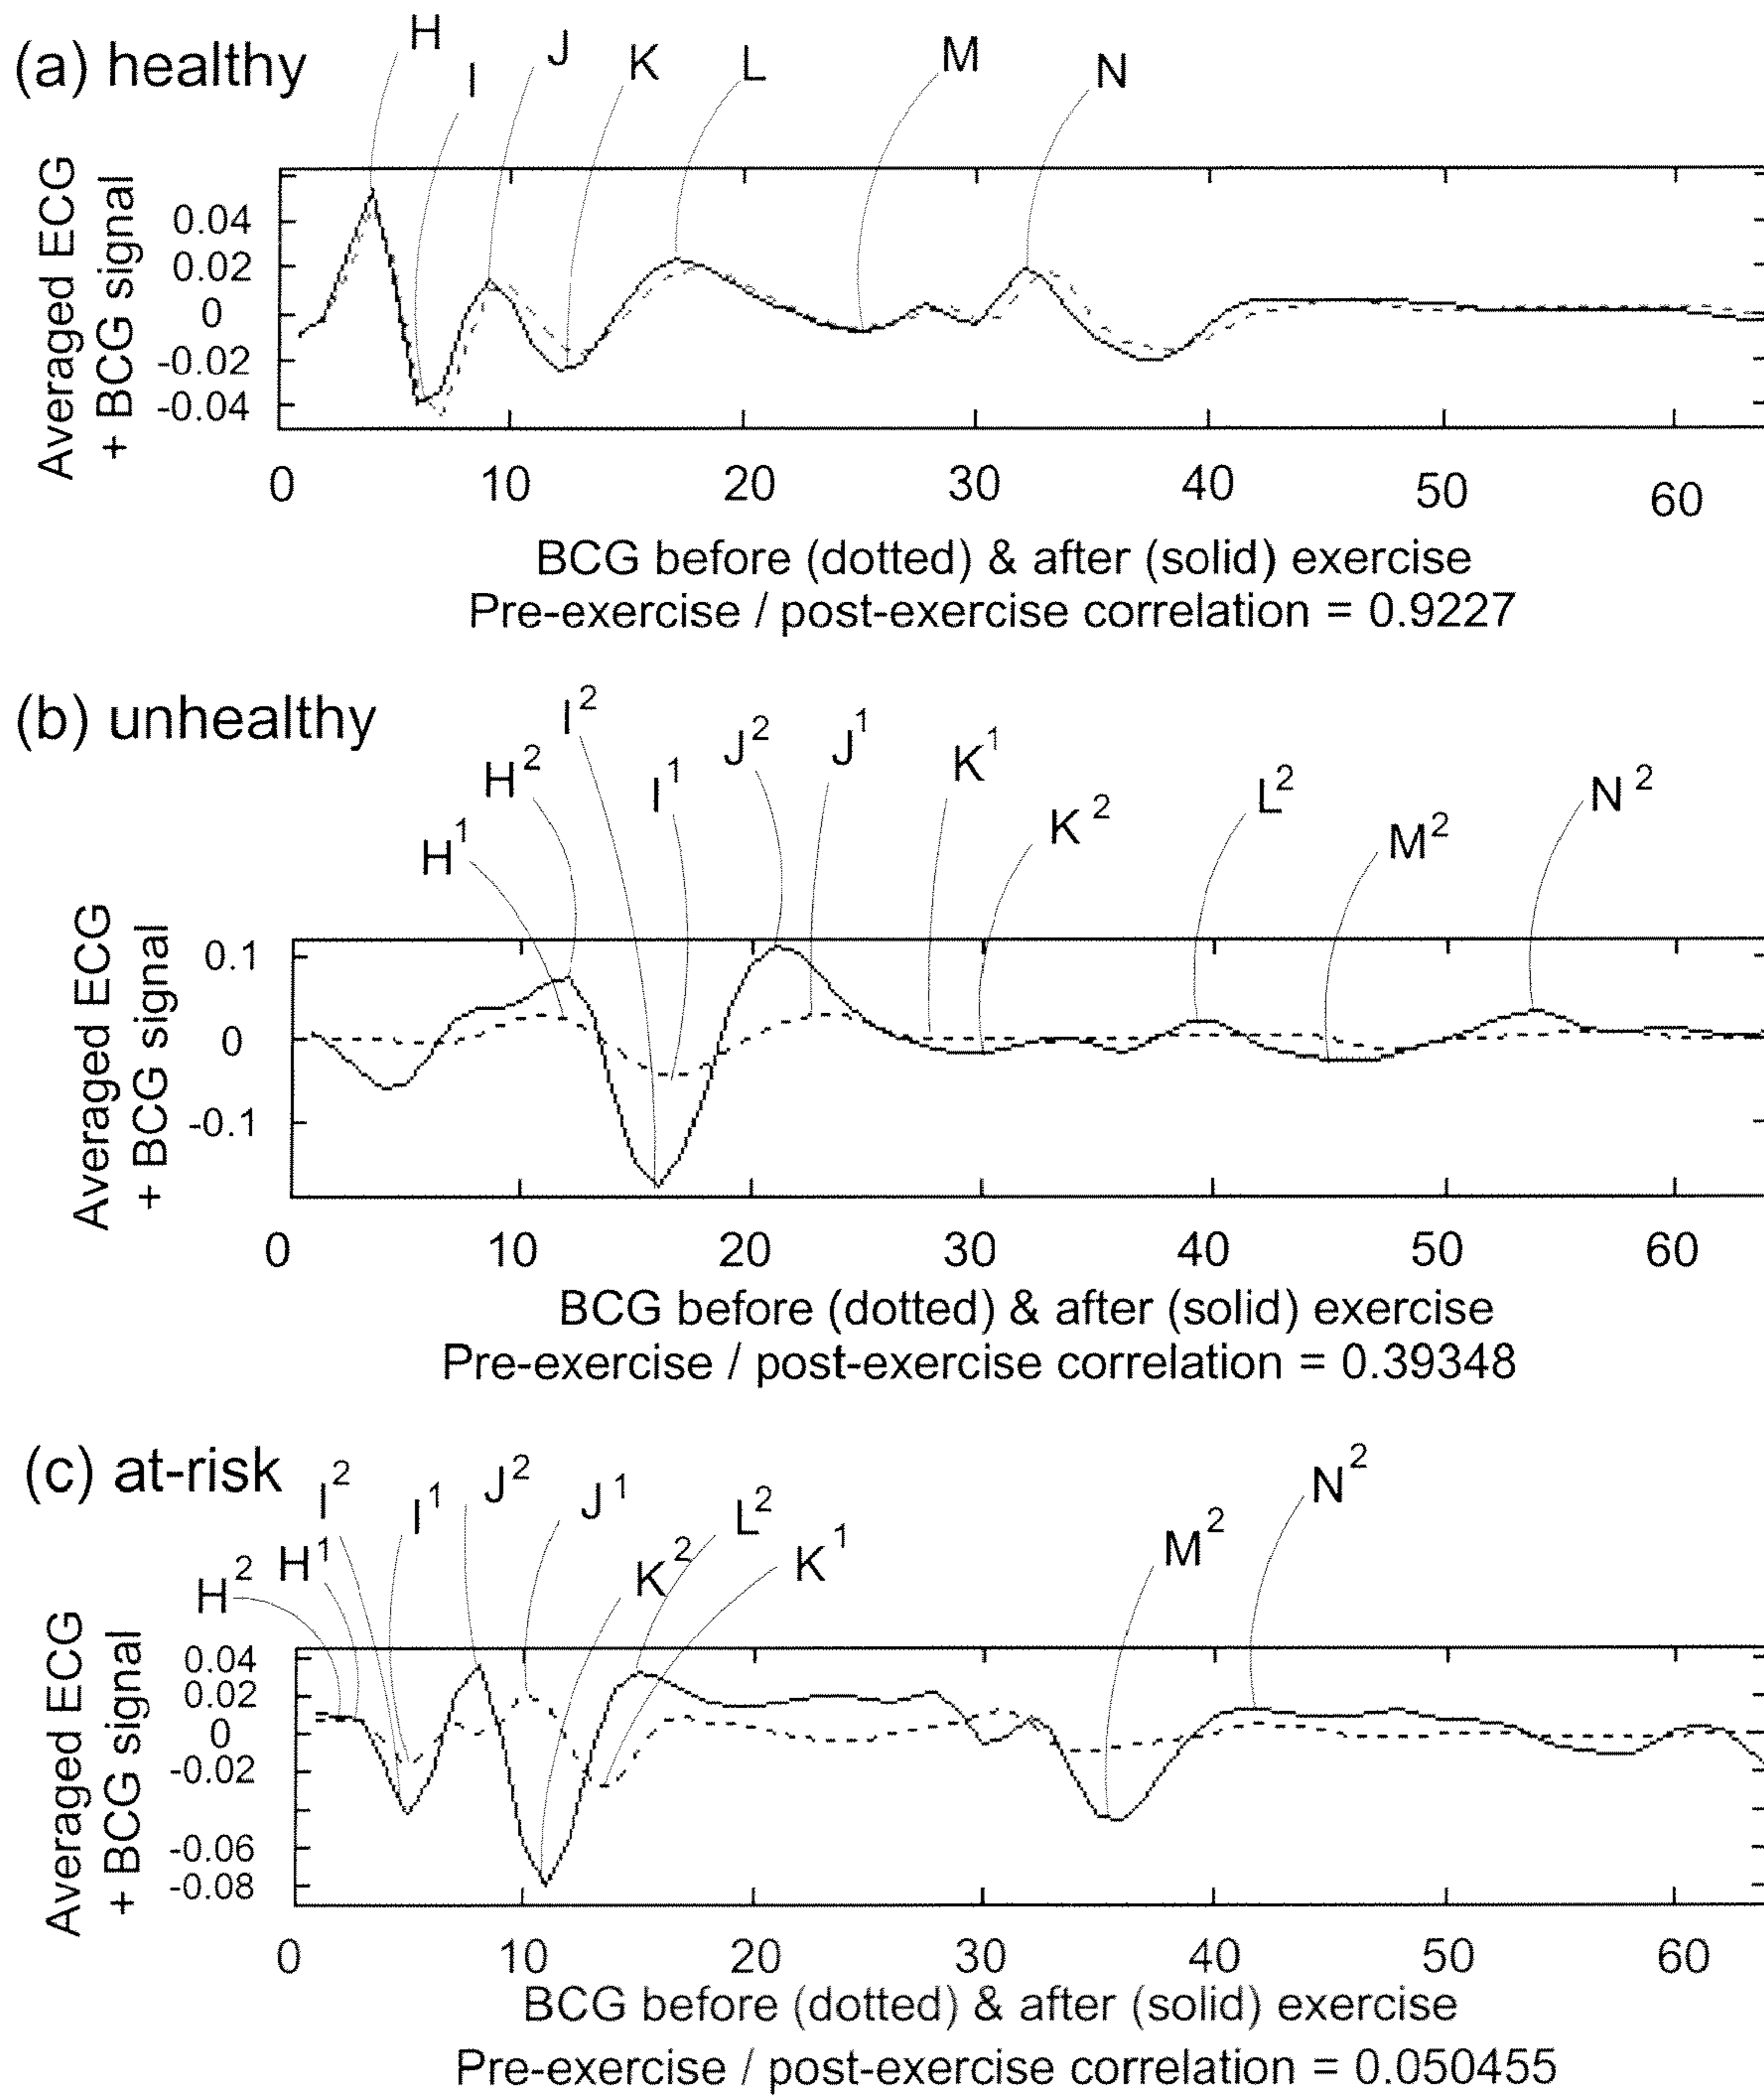 (a) healthy
H
I
J
K
L
M
N
Averaged ECG
+ BCG signal
0.04
0.02
0
-0.02
-0.04
0 10 20 30 40 50 60
BCG before (dotted) & after (solid) exercise
Pre-exercise / post-exercise correlation = 0.9227
(b) unhealthy
H¹
H²
I²
I¹
J²
J¹
K¹
K²
L²
M²
N²
Averaged ECG
+ BCG signal
0.1
0
-0.1
0 10 20 30 40 50 60
BCG before (dotted) & after (solid) exercise
Pre-exercise / post-exercise correlation = 0.39348
(c) at-risk
H²
H¹
I²
I¹
J²
J¹
K²
L²
K¹
M²
N²
Averaged ECG
+ BCG signal
0.04
0.02
0
-0.02
-0.06
-0.08
0 10 20 30 40 50 60
BCG before (dotted) & after (solid) exercise
Pre-exercise / post-exercise correlation = 0.050455